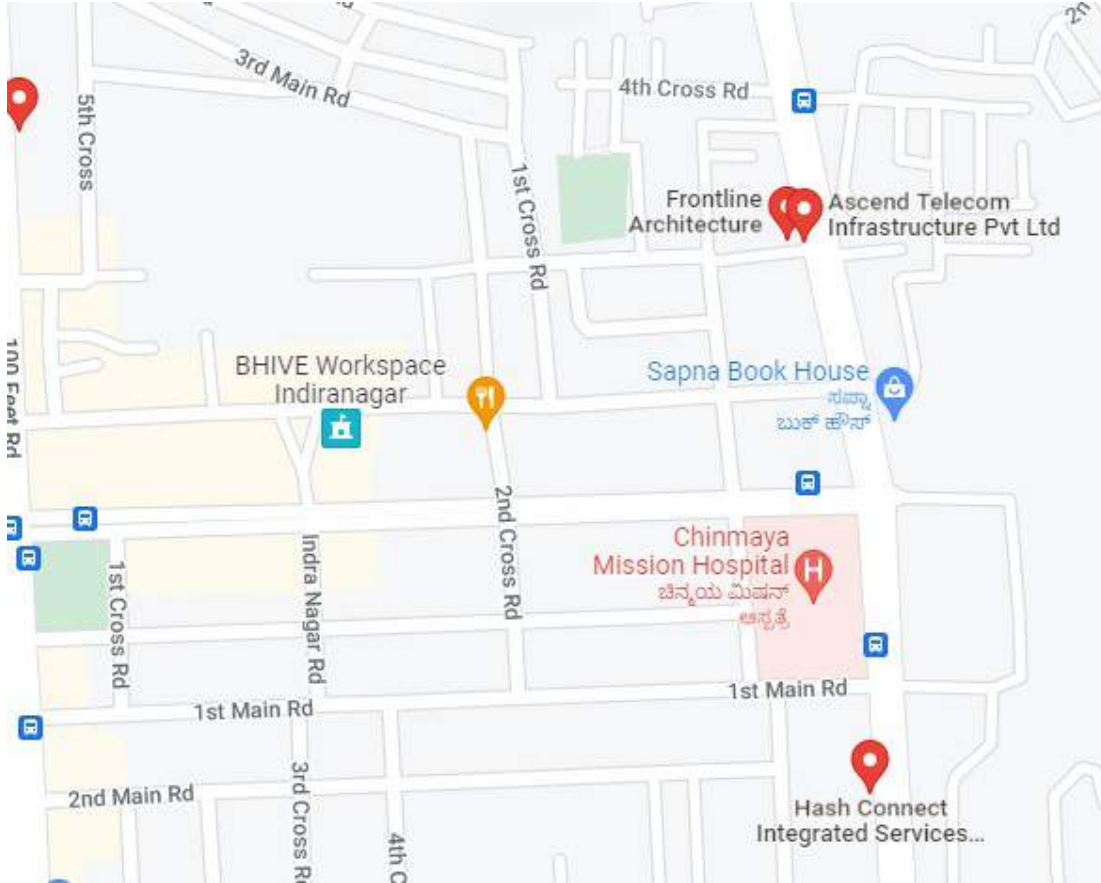 3rd Main Rd
4th Cross Rd
5th Cross
1st Cross Rd
Frontline
Architecture
Ascend Telecom
Infrastructure Pvt Ltd
100 Feet Rd
BHIVE Workspace
Indiranagar
Sapna Book House
ಸಪ್ನಾ
ಬುಕ್ ಹೌಸ್
2nd Cross Rd
Chinmaya
Mission Hospital
ಚಿನ್ಮಯ ಮಿಷನ್
ಆಸ್ಪತ್ರೆ
H
1st Cross Rd
Indra Nagar Rd
1st Main Rd
1st Main Rd
2nd Main Rd
3rd Cross R
4th C
Hash Connect
Integrated Services...